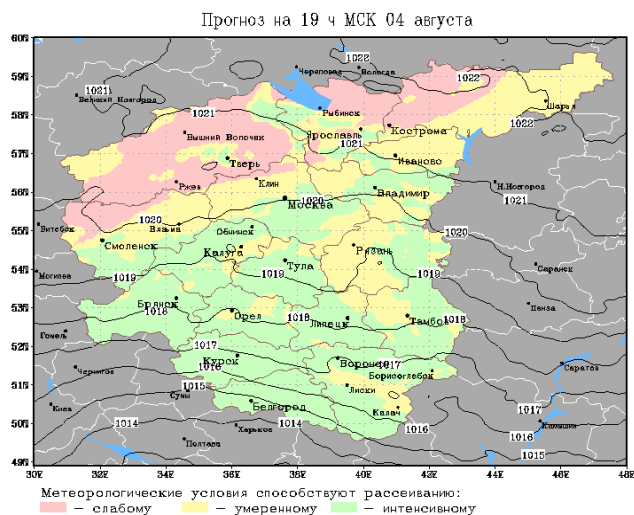 Прогноз на 19 ч МСК 04 августа
60N
1022
Череповец
Вологда
59N
1021
1022
Великий Новгород
Рыбинск
Шарья
58N
1021
1022
Вышний Волочек
Ярославль
Кострома
1021
57N
Тверь
Иваново
Ржев
Клин
Н.Новгород
56N
Москва
1020
Владимир
1021
1020
Витебск
Вязьма
Обнинск
1020
55N
Смоленск
Калуга
Рязань
Тула
Саранск
54N
Могилев
1019
1019
1019
Брянск
Пенза
53N
1018
Орел
1018
Липецк
Тамбов
1018
Гомель
1017
52N
Курск
Воронеж
1017
Чернигов
1016
Борисоглебск
Саратов
51N
1015
Сумы
Лиски
Киев
Белгород
Калач
1017
1014
Харьков
1014
1016
Камышин
50N
Полтава
1016
1015
49N
30E 32E 34E 36E 38E 40E 42E 44E 46E 48E
Метеорологические условия способствуют рассеиванию:
– слабому – умеренному – интенсивному